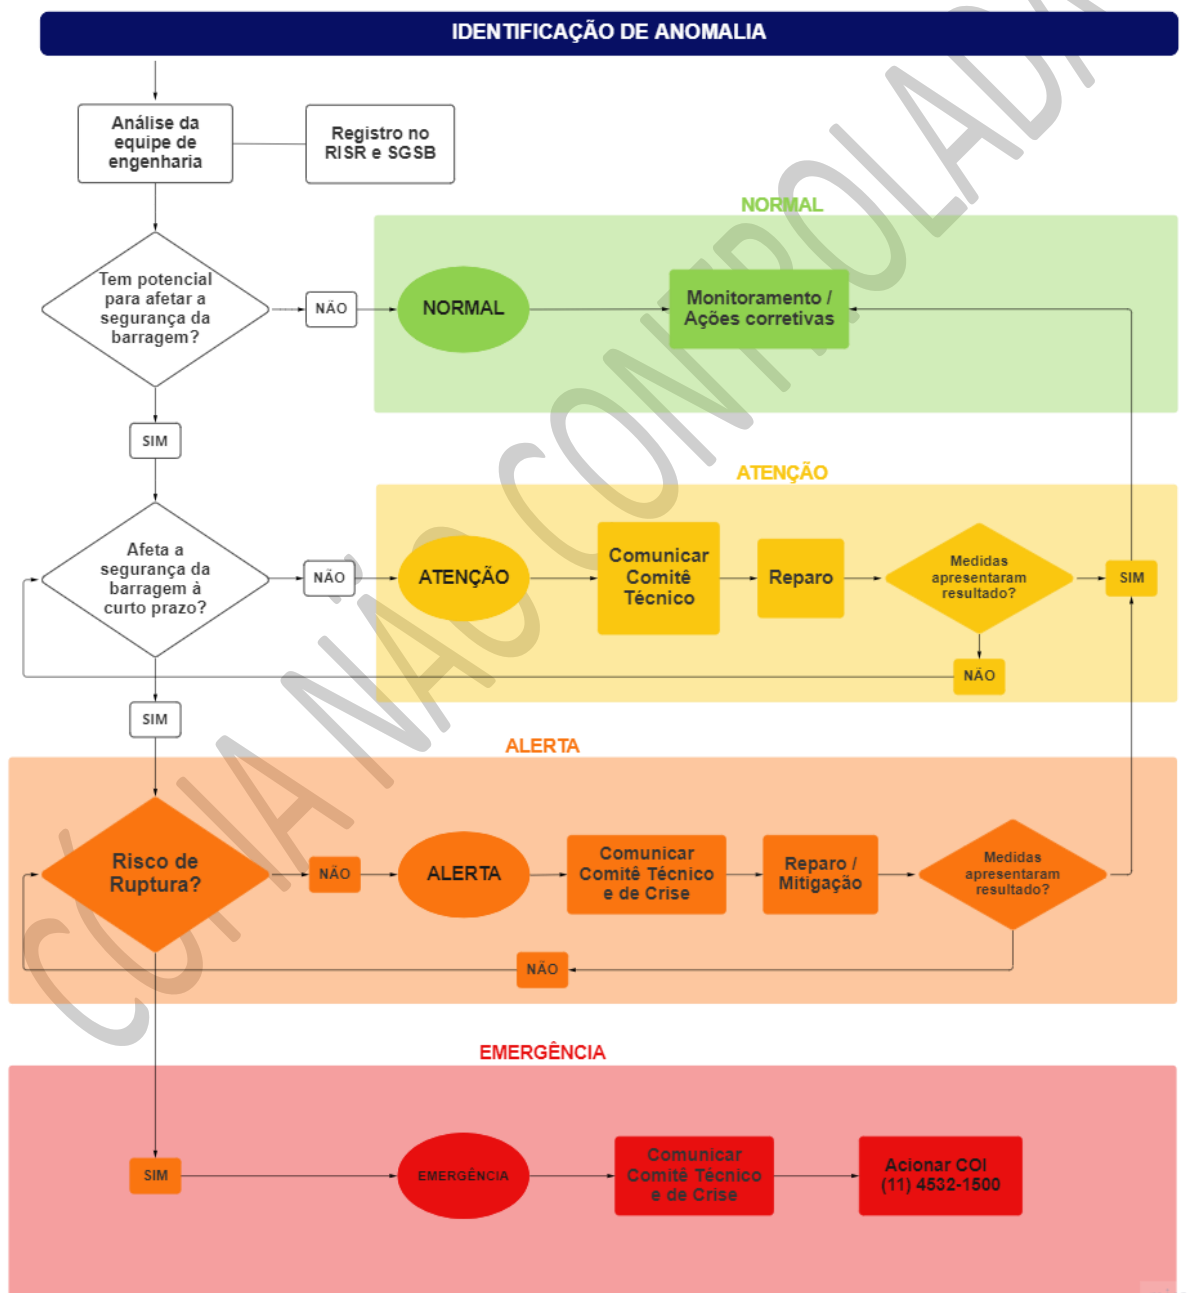 IDENTIFICAÇÃO DE ANOMALIA
Análise da
equipe de
engenharia
Registro no
RISR e SGSB
NORMAL
Tem potencial
para afetar a
segurança da
barragem?
NÃO
NORMAL
Monitoramento /
Ações corretivas
SIM
ATENÇÃO
Afeta a
segurança da
barragem à
curto prazo?
NÃO
ATENÇÃO
Comunicar
Comitê
Técnico
Reparo
Medidas
apresentaram
resultado?
SIM
NÃO
SIM
ALERTA
Risco de
Ruptura?
NÃO
ALERTA
Comunicar
Comitê Técnico
e de Crise
Reparo /
Mitigação
Medidas
apresentaram
resultado?
NÃO
EMERGÊNCIA
SIM
EMERGÊNCIA
Comunicar
Comitê Técnico
e de Crise
Acionar COI
(11) 4532-1500
CÓPIA NÃO CONTROLADA